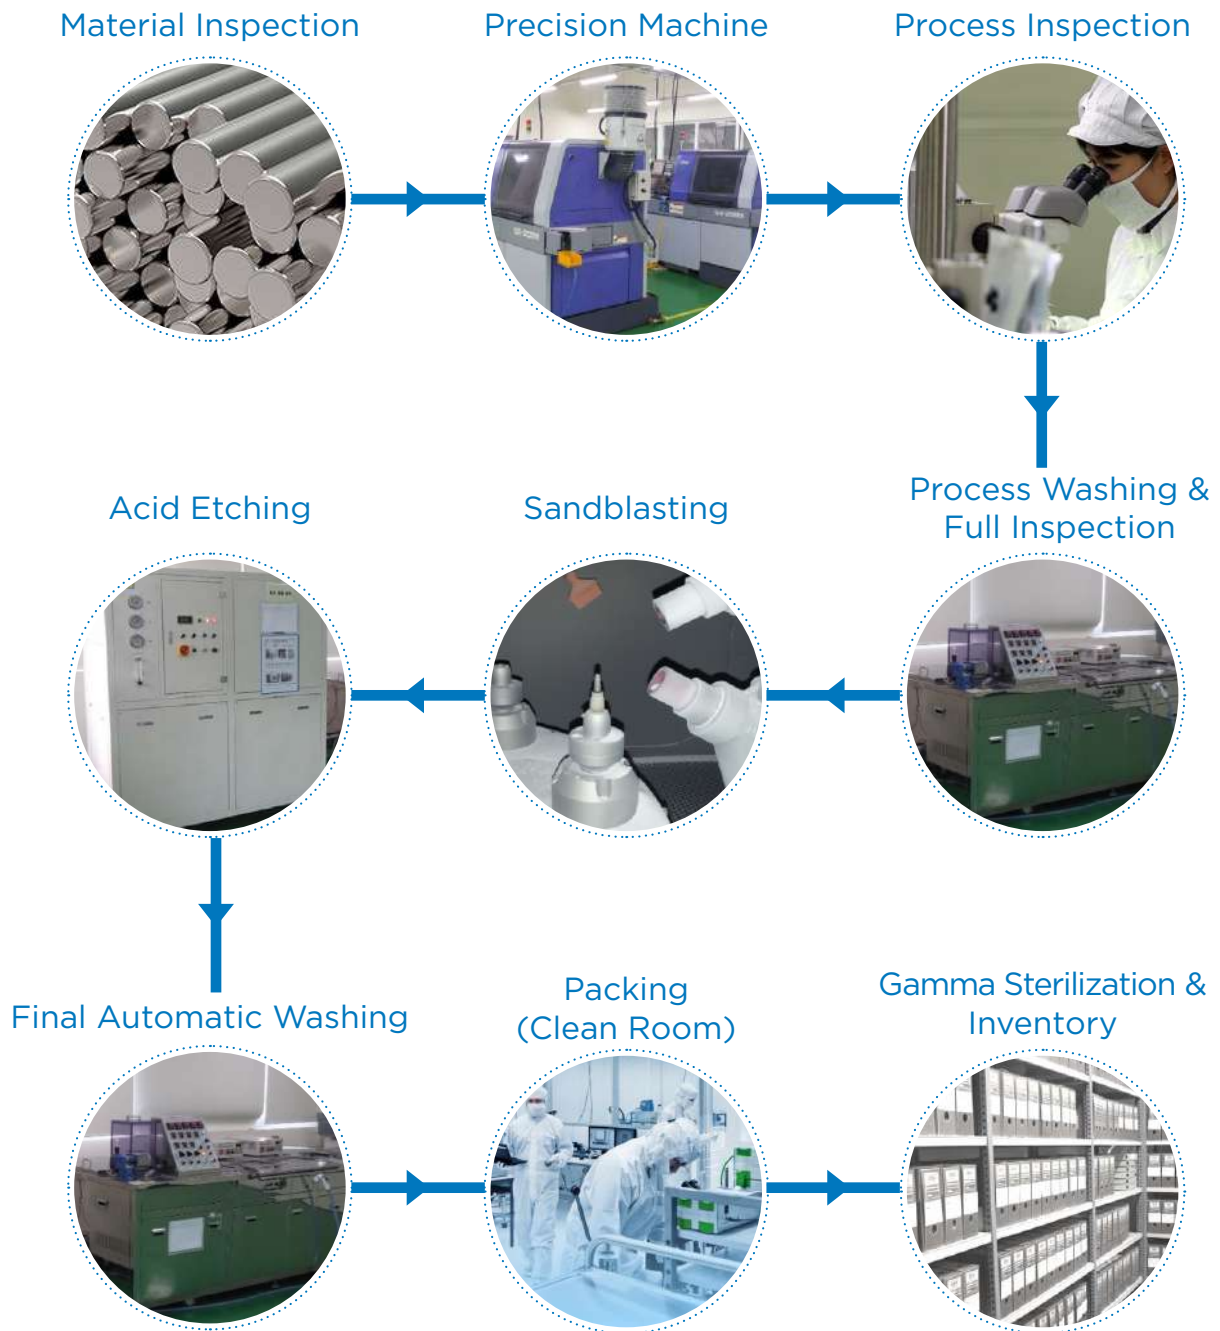 Material Inspection
Precision Machine
Process Inspection
Process Washing &
Full Inspection
Sandblasting
Acid Etching
Final Automatic Washing
Packing
(Clean Room)
Gamma Sterilization &
Inventory